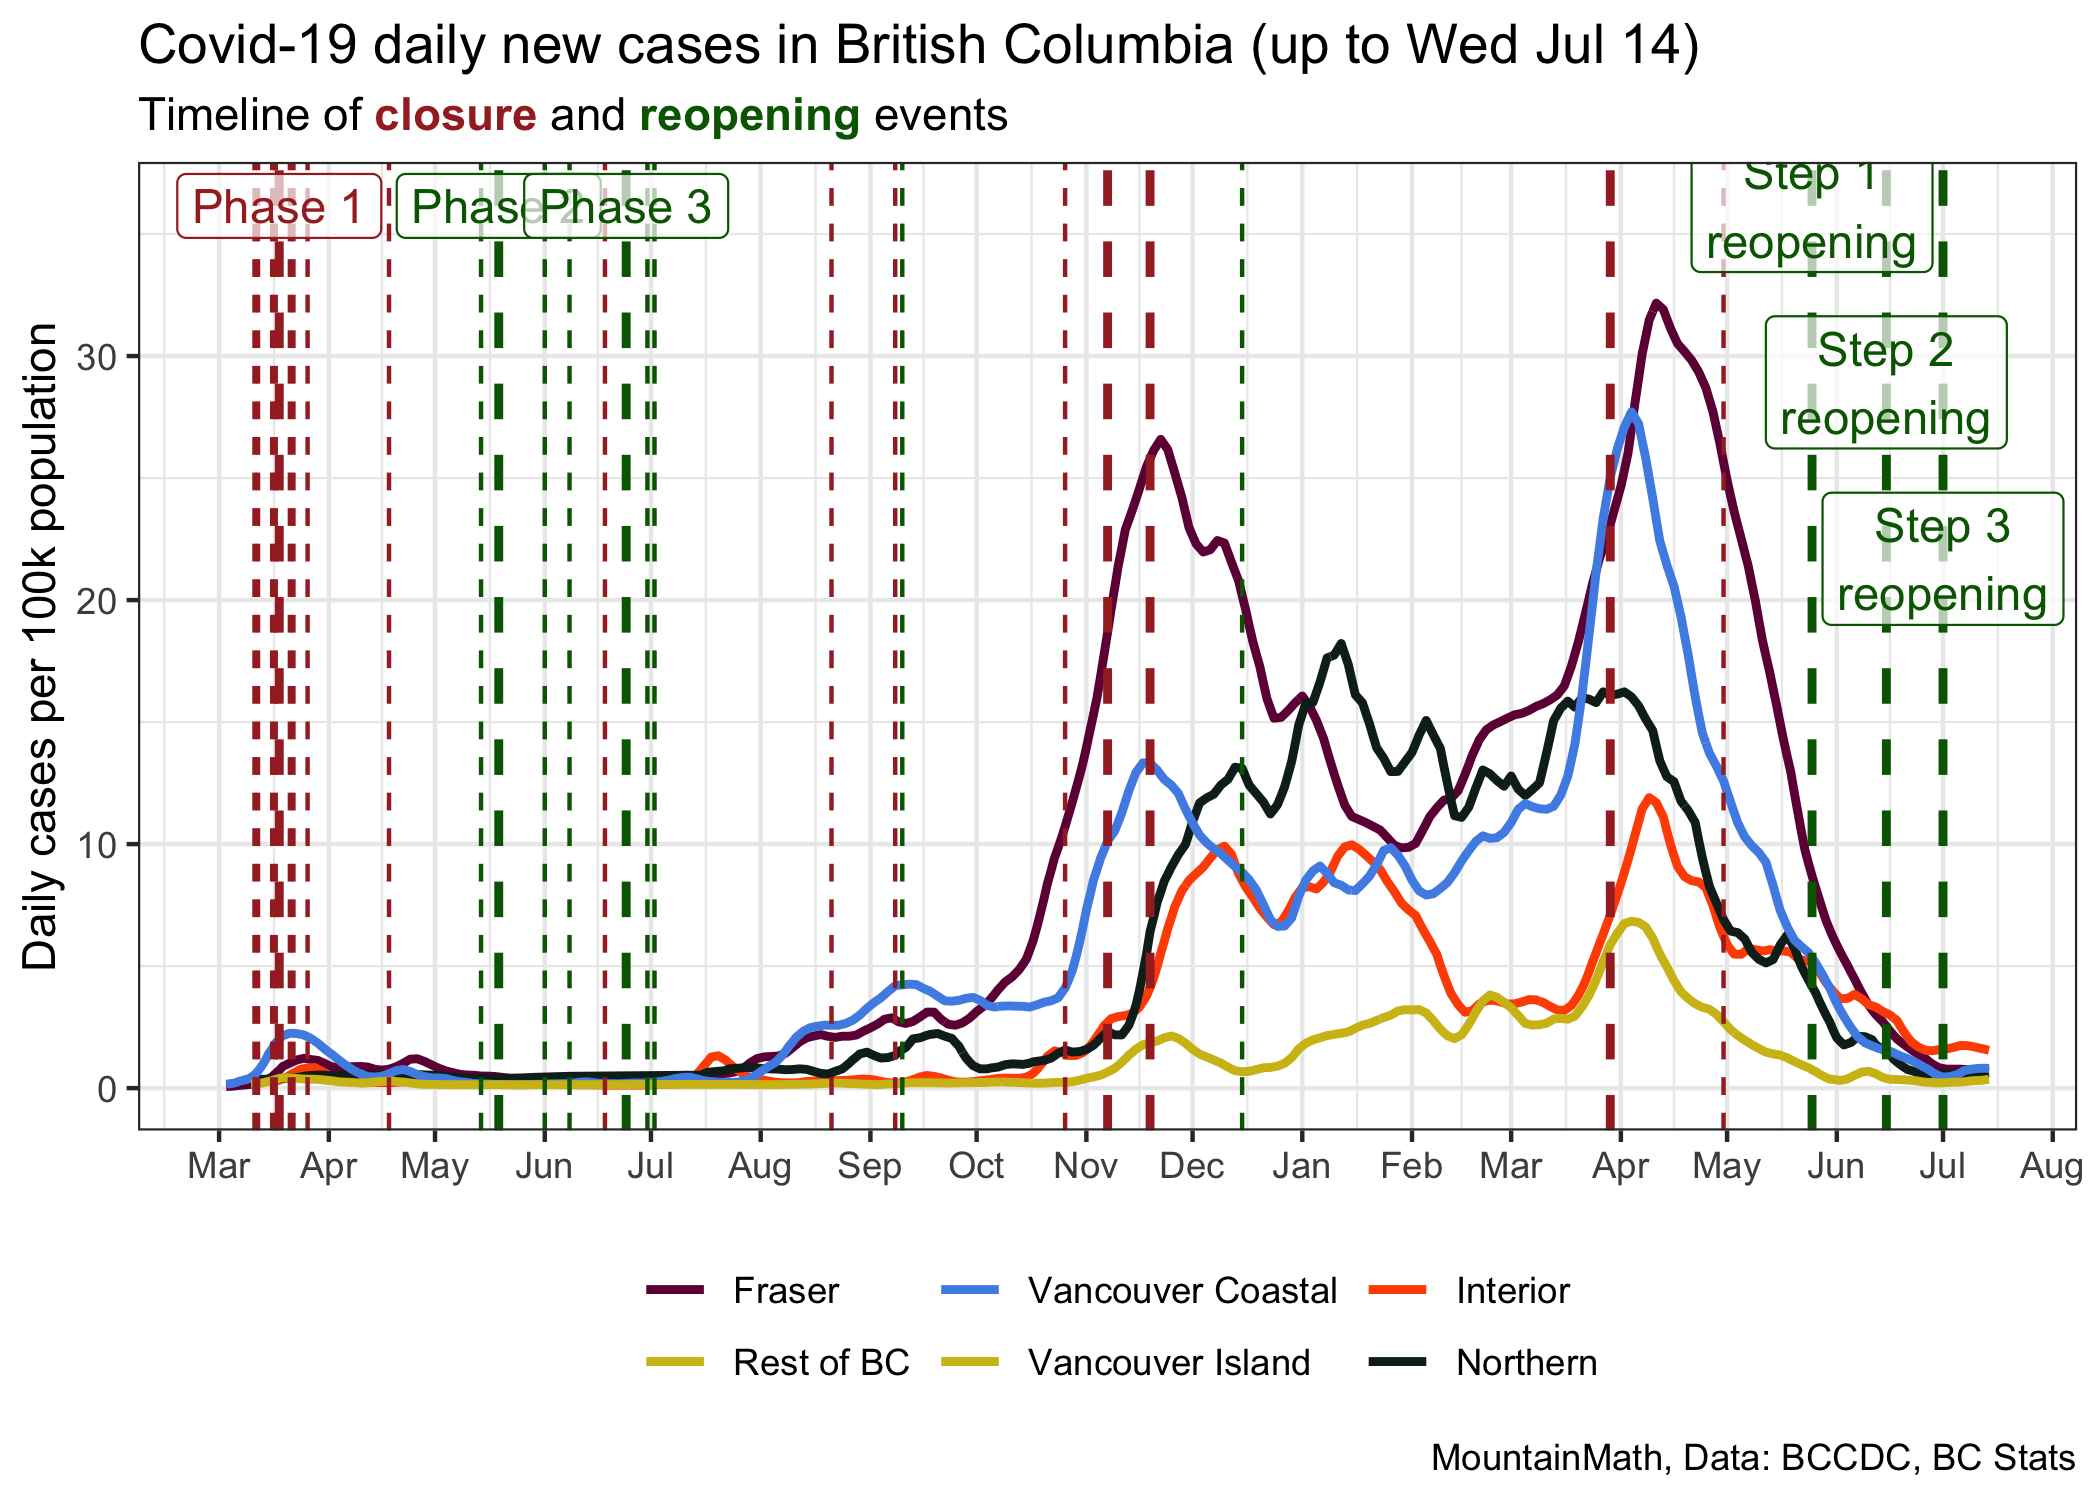 Covid-19 daily new cases in British Columbia (up to Wed Jul 14)
Timeline of closure and reopening events
Phase 1
Phase 2
Phase 3
Step 1
reopening
Step 2
reopening
Step 3
reopening
Daily cases per 100k population
30
20
10
0
Mar Apr May Jun Jul Aug Sep Oct Nov Dec Jan Feb Mar Apr May Jun Jul Aug
Fraser Vancouver Coastal Interior
Rest of BC Vancouver Island Northern
MountainMath, Data: BCCDC, BC Stats